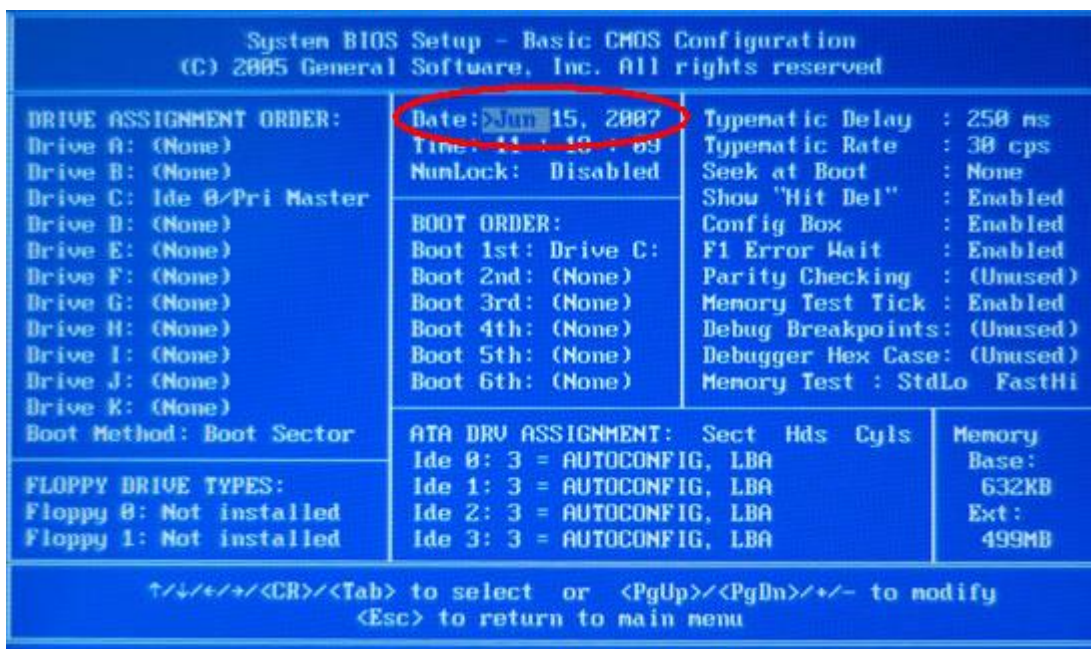 System BIOS Setup - Basic CMOS Configuration
(C) 2005 General Software, Inc. All rights reserved
DRIVE ASSIGNMENT ORDER:
Drive A: (None)
Drive B: (None)
Drive C: Ide 0/Pri Master
Drive D: (None)
Drive E: (None)
Drive F: (None)
Drive G: (None)
Drive H: (None)
Drive I: (None)
Drive J: (None)
Drive K: (None)
Boot Method: Boot Sector
FLOPPY DRIVE TYPES:
Floppy 0: Not installed
Floppy 1: Not installed
Date:>Jun 15, 2007
Time: 11 : 10 : 09
NumLock: Disabled
BOOT ORDER:
Boot 1st: Drive C:
Boot 2nd: (None)
Boot 3rd: (None)
Boot 4th: (None)
Boot 5th: (None)
Boot 6th: (None)
Typematic Delay : 250 ms
Typematic Rate : 30 cps
Seek at Boot : None
Show "Hit Del" : Enabled
Config Box : Enabled
F1 Error Wait : Enabled
Parity Checking : (Unused)
Memory Test Tick : Enabled
Debug Breakpoints: (Unused)
Debugger Hex Case: (Unused)
Memory Test : StdLo FastHi
ATA DRV ASSIGNMENT: Sect Hds Cyls
Ide 0: 3 = AUTOCONFIG, LBA
Ide 1: 3 = AUTOCONFIG, LBA
Ide 2: 3 = AUTOCONFIG, LBA
Ide 3: 3 = AUTOCONFIG, LBA
Memory
Base:
632KB
Ext:
499MB
↑/↓/←/→/<CR>/<Tab> to select or <PgUp>/<PgDn>/+/- to modify
<Esc> to return to main menu